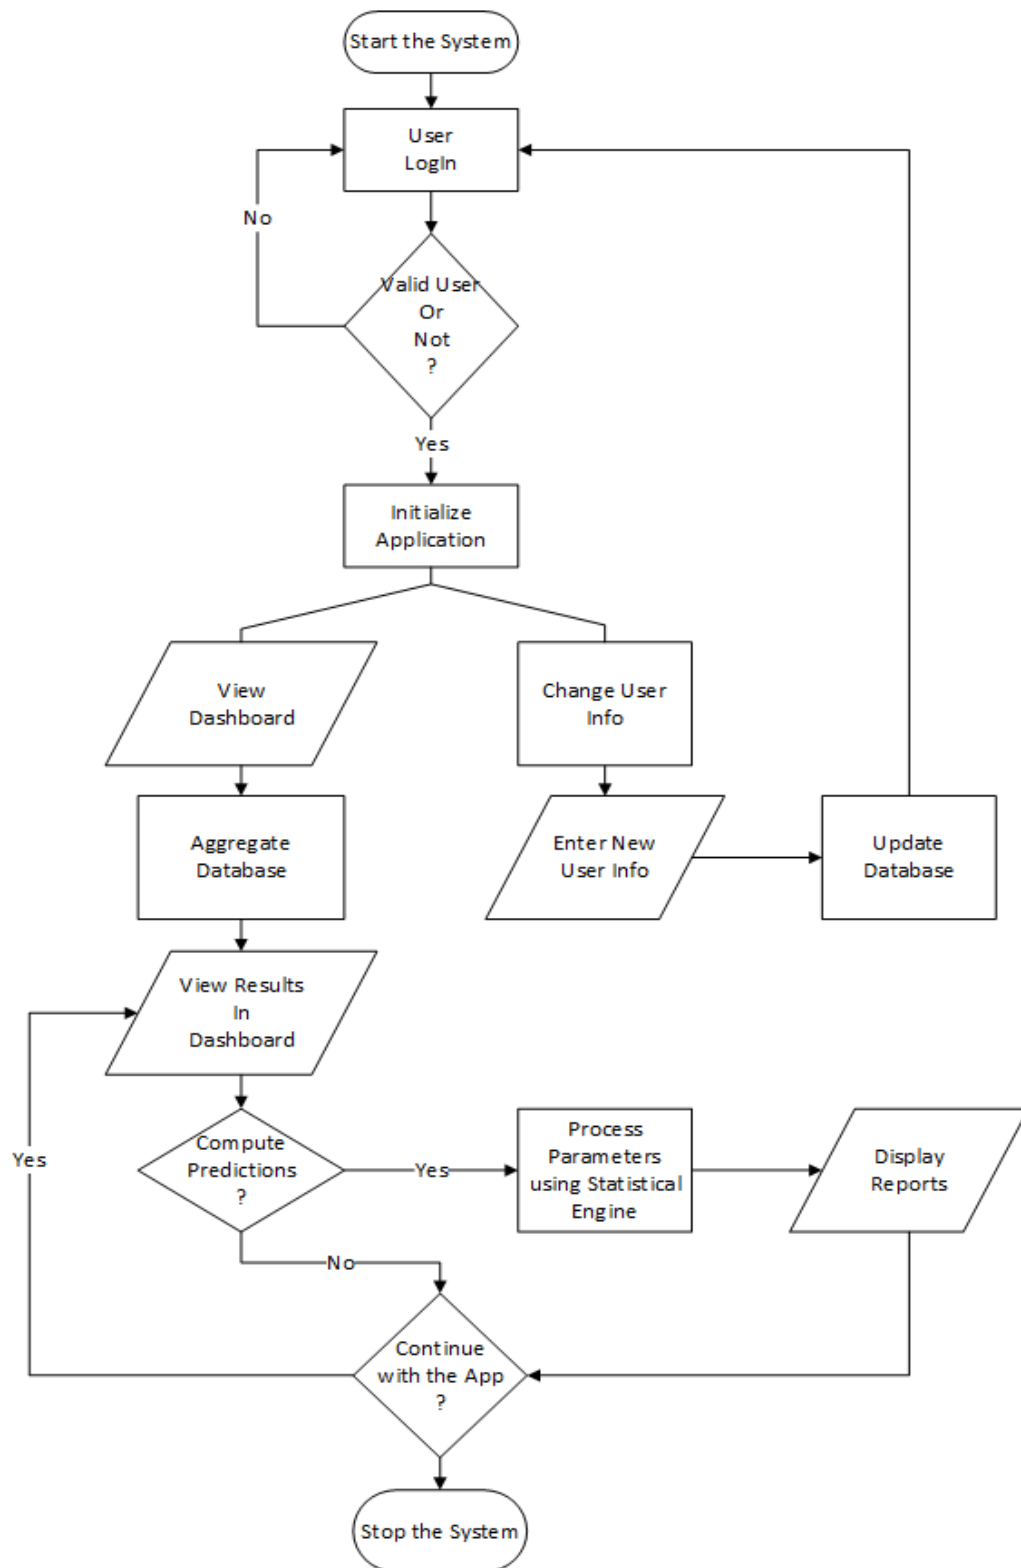 Start the System
User
LogIn
No
Valid User
Or
Not
?
Yes
Initialize
Application
View
Dashboard
Change User
Info
Aggregate
Database
Enter New
User Info
Update
Database
View Results
In
Dashboard
Yes
Compute
Predictions
?
Yes
Process
Parameters
using Statistical
Engine
Display
Reports
No
Continue
with the App
?
Stop the System